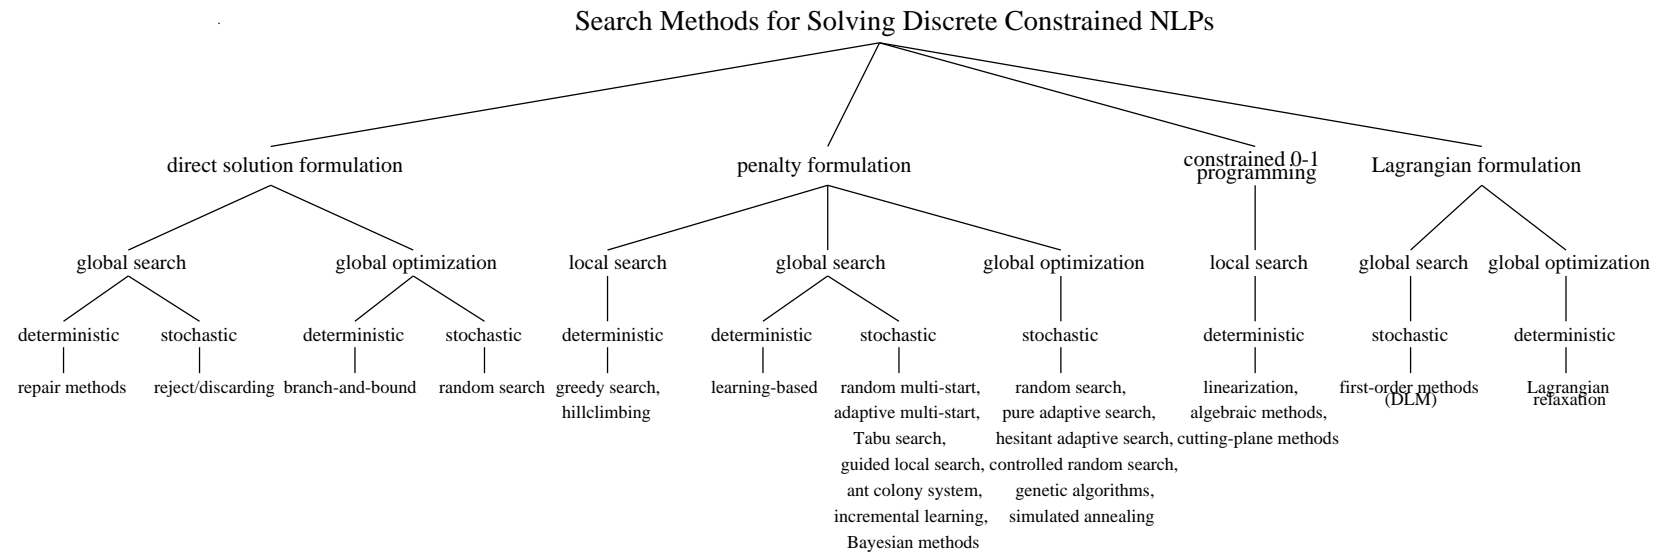 Search Methods for Solving Discrete Constrained NLPs
direct solution formulation
penalty formulation
constrained 0-1
programming
Lagrangian formulation
global search
global optimization
local search
global search
global optimization
local search
global search
global optimization
deterministic
stochastic
deterministic
stochastic
deterministic
deterministic
stochastic
stochastic
deterministic
stochastic
deterministic
repair methods
reject/discarding
branch-and-bound
random search
greedy search,
hillclimbing
learning-based
random multi-start,
adaptive multi-start,
Tabu search,
guided local search,
ant colony system,
incremental learning,
Bayesian methods
random search,
pure adaptive search,
hesitant adaptive search,
controlled random search,
genetic algorithms,
simulated annealing
linearization,
algebraic methods,
cutting-plane methods
first-order methods
(DLM)
Lagrangian
relaxation